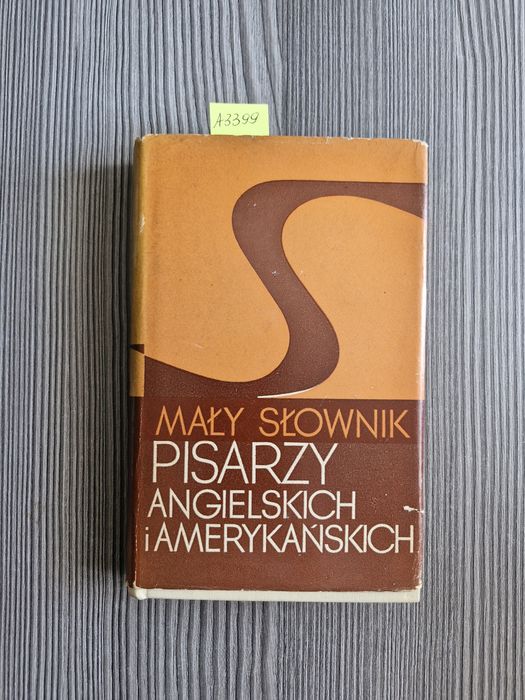 A3399
MAŁY SŁOWNIK
PISARZY
ANGIELSKICH
i AMERYKAŃSKICH